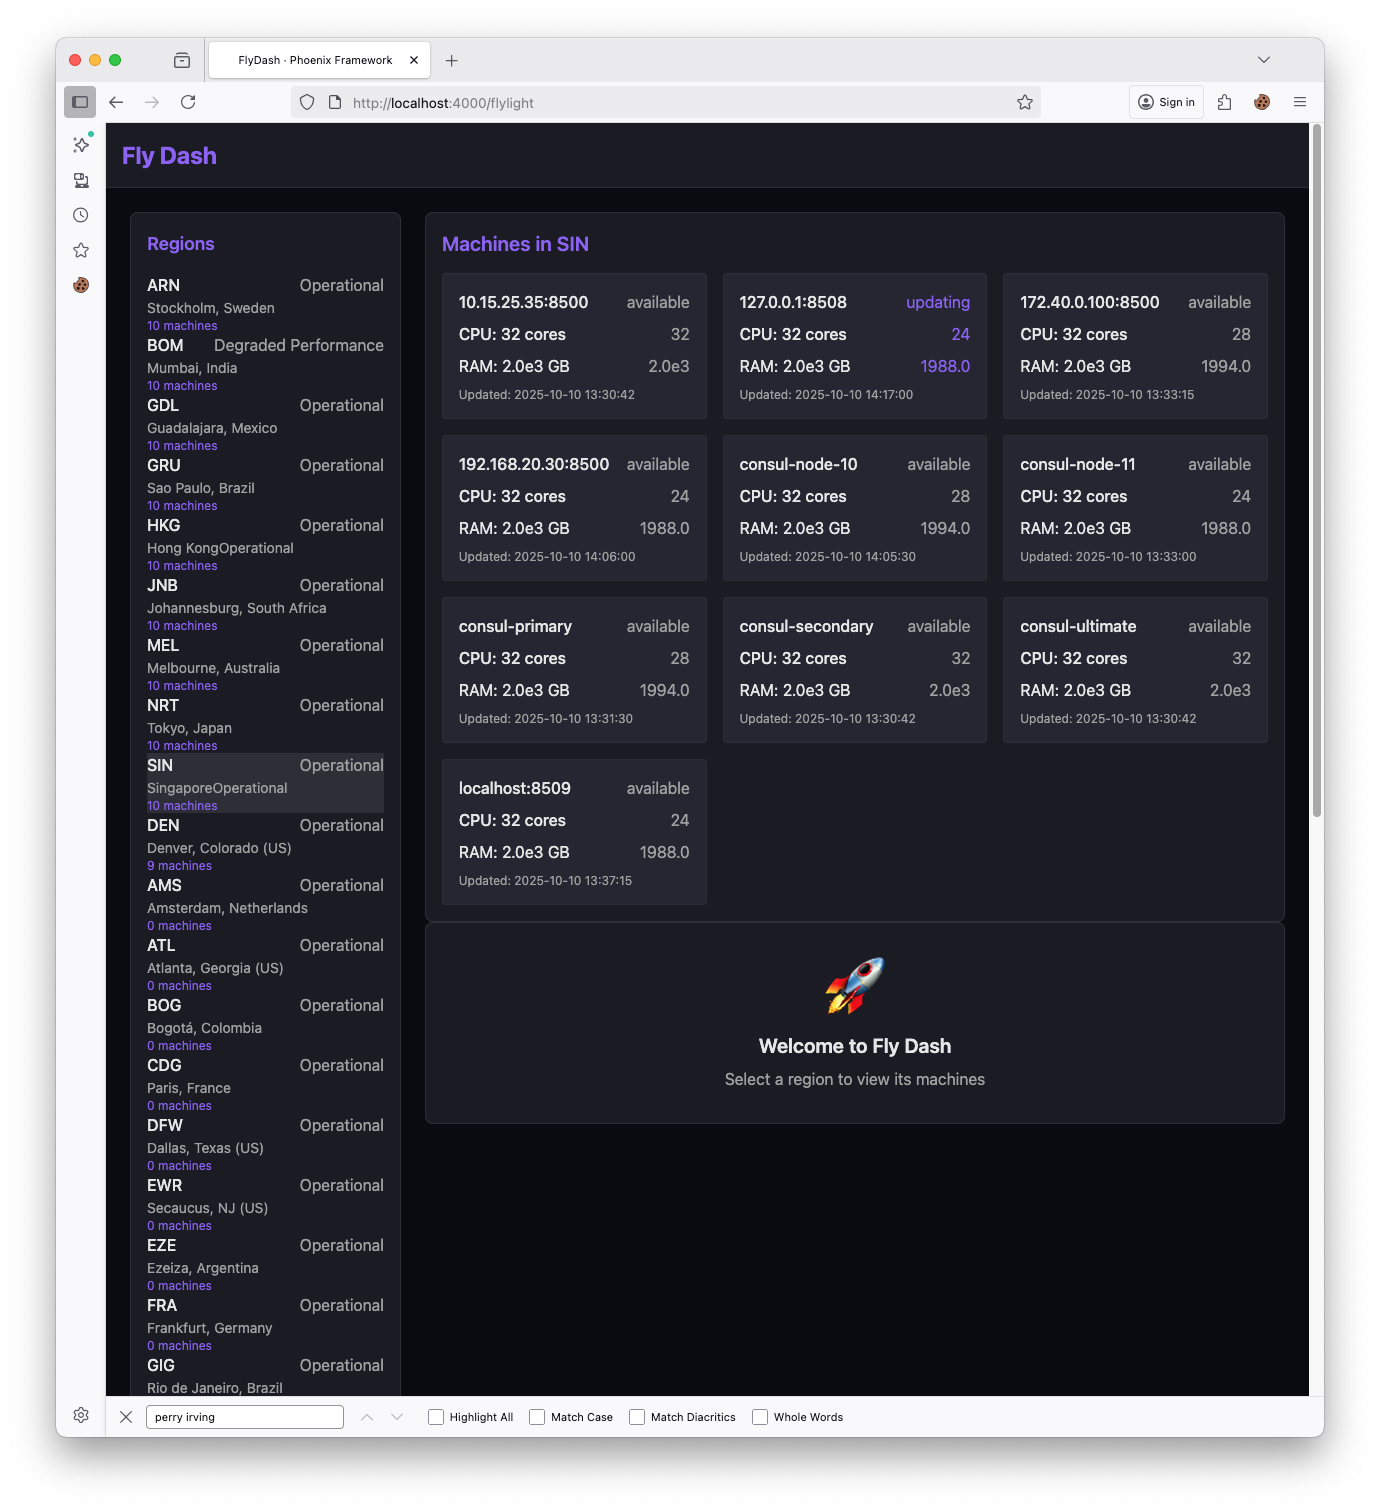 FlyDash · Phoenix Framework
http://localhost:4000/flylight
Sign in
Fly Dash
Regions
ARN Operational
Stockholm, Sweden
10 machines
BOM Degraded Performance
Mumbai, India
10 machines
GDL Operational
Guadalajara, Mexico
10 machines
GRU Operational
Sao Paulo, Brazil
10 machines
HKG Operational
Hong KongOperational
10 machines
JNB Operational
Johannesburg, South Africa
10 machines
MEL Operational
Melbourne, Australia
10 machines
NRT Operational
Tokyo, Japan
10 machines
SIN Operational
SingaporeOperational
10 machines
DEN Operational
Denver, Colorado (US)
9 machines
AMS Operational
Amsterdam, Netherlands
0 machines
ATL Operational
Atlanta, Georgia (US)
0 machines
BOG Operational
Bogotá, Colombia
0 machines
CDG Operational
Paris, France
0 machines
DFW Operational
Dallas, Texas (US)
0 machines
EWR Operational
Secaucus, NJ (US)
0 machines
EZE Operational
Ezeiza, Argentina
0 machines
FRA Operational
Frankfurt, Germany
0 machines
GIG Operational
Rio de Janeiro, Brazil
Machines in SIN
10.15.25.35:8500 available
CPU: 32 cores 32
RAM: 2.0e3 GB 2.0e3
Updated: 2025-10-10 13:30:42
127.0.0.1:8508 updating
CPU: 32 cores 24
RAM: 2.0e3 GB 1988.0
Updated: 2025-10-10 14:17:00
172.40.0.100:8500 available
CPU: 32 cores 28
RAM: 2.0e3 GB 1994.0
Updated: 2025-10-10 13:33:15
192.168.20.30:8500 available
CPU: 32 cores 24
RAM: 2.0e3 GB 1988.0
Updated: 2025-10-10 14:06:00
consul-node-10 available
CPU: 32 cores 28
RAM: 2.0e3 GB 1994.0
Updated: 2025-10-10 14:05:30
consul-node-11 available
CPU: 32 cores 24
RAM: 2.0e3 GB 1988.0
Updated: 2025-10-10 13:33:00
consul-primary available
CPU: 32 cores 28
RAM: 2.0e3 GB 1994.0
Updated: 2025-10-10 13:31:30
consul-secondary available
CPU: 32 cores 32
RAM: 2.0e3 GB 2.0e3
Updated: 2025-10-10 13:30:42
consul-ultimate available
CPU: 32 cores 32
RAM: 2.0e3 GB 2.0e3
Updated: 2025-10-10 13:30:42
localhost:8509 available
CPU: 32 cores 24
RAM: 2.0e3 GB 1988.0
Updated: 2025-10-10 13:37:15
Welcome to Fly Dash
Select a region to view its machines
perry irving
Highlight All
Match Case
Match Diacritics
Whole Words